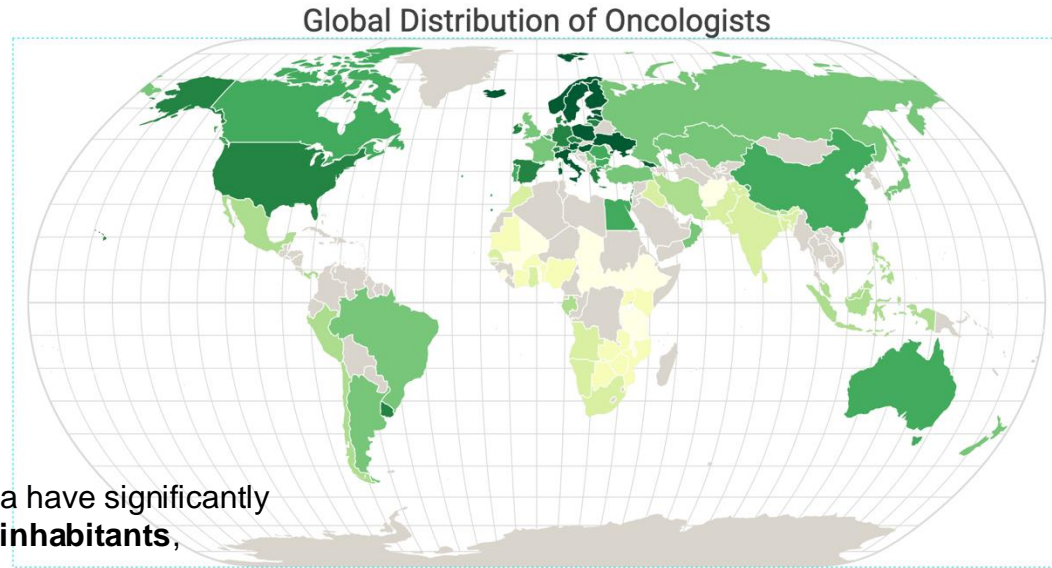 Global Distribution of Oncologists
a have significantly
inhabitants,